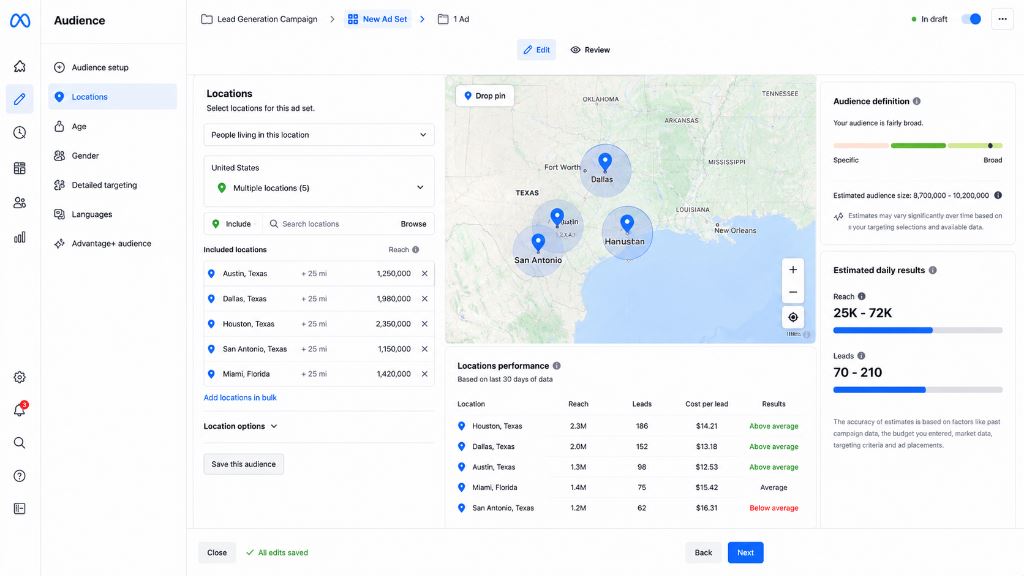 Audience
Lead Generation Campaign
New Ad Set
1 Ad
In draft
Edit
Review
Audience setup
Locations
Age
Gender
Detailed targeting
Languages
Advantage+ audience
3
Locations
Select locations for this ad set.
People living in this location
United States
Multiple locations (5)
Include
Search locations
Browse
Included locations Reach
Austin, Texas + 25 mi 1,250,000
Dallas, Texas + 25 mi 1,980,000
Houston, Texas + 25 mi 2,350,000
San Antonio, Texas + 25 mi 1,150,000
Miami, Florida + 25 mi 1,420,000
Add locations in bulk
Location options
Save this audience
Drop pin
OKLAHOMA
TENNESSEE
ARKANSAS
Fort Worth
Dallas
MISSISSIPPI
TEXAS
LOUISIANA
New Orleans
Hanustan
San Antonio
Locations performance
Based on last 30 days of data
Location Reach Leads Cost per lead Results
Houston, Texas 2.3M 186 $14.21 Above average
Dallas, Texas 2.0M 152 $13.18 Above average
Austin, Texas 1.3M 98 $12.53 Above average
Miami, Florida 1.4M 75 $15.42 Average
San Antonio, Texas 1.2M 62 $16.31 Below average
Audience definition
Your audience is fairly broad.
Specific Broad
Estimated audience size: 8,700,000 - 10,200,000
Estimates may vary significantly over time based on
your targeting selections and available data.
Estimated daily results
Reach
25K - 72K
Leads
70 - 210
The accuracy of estimates is based on factors like past
campaign data, the budget you entered, market data,
targeting criteria and ad placements.
Close
All edits saved
Back
Next